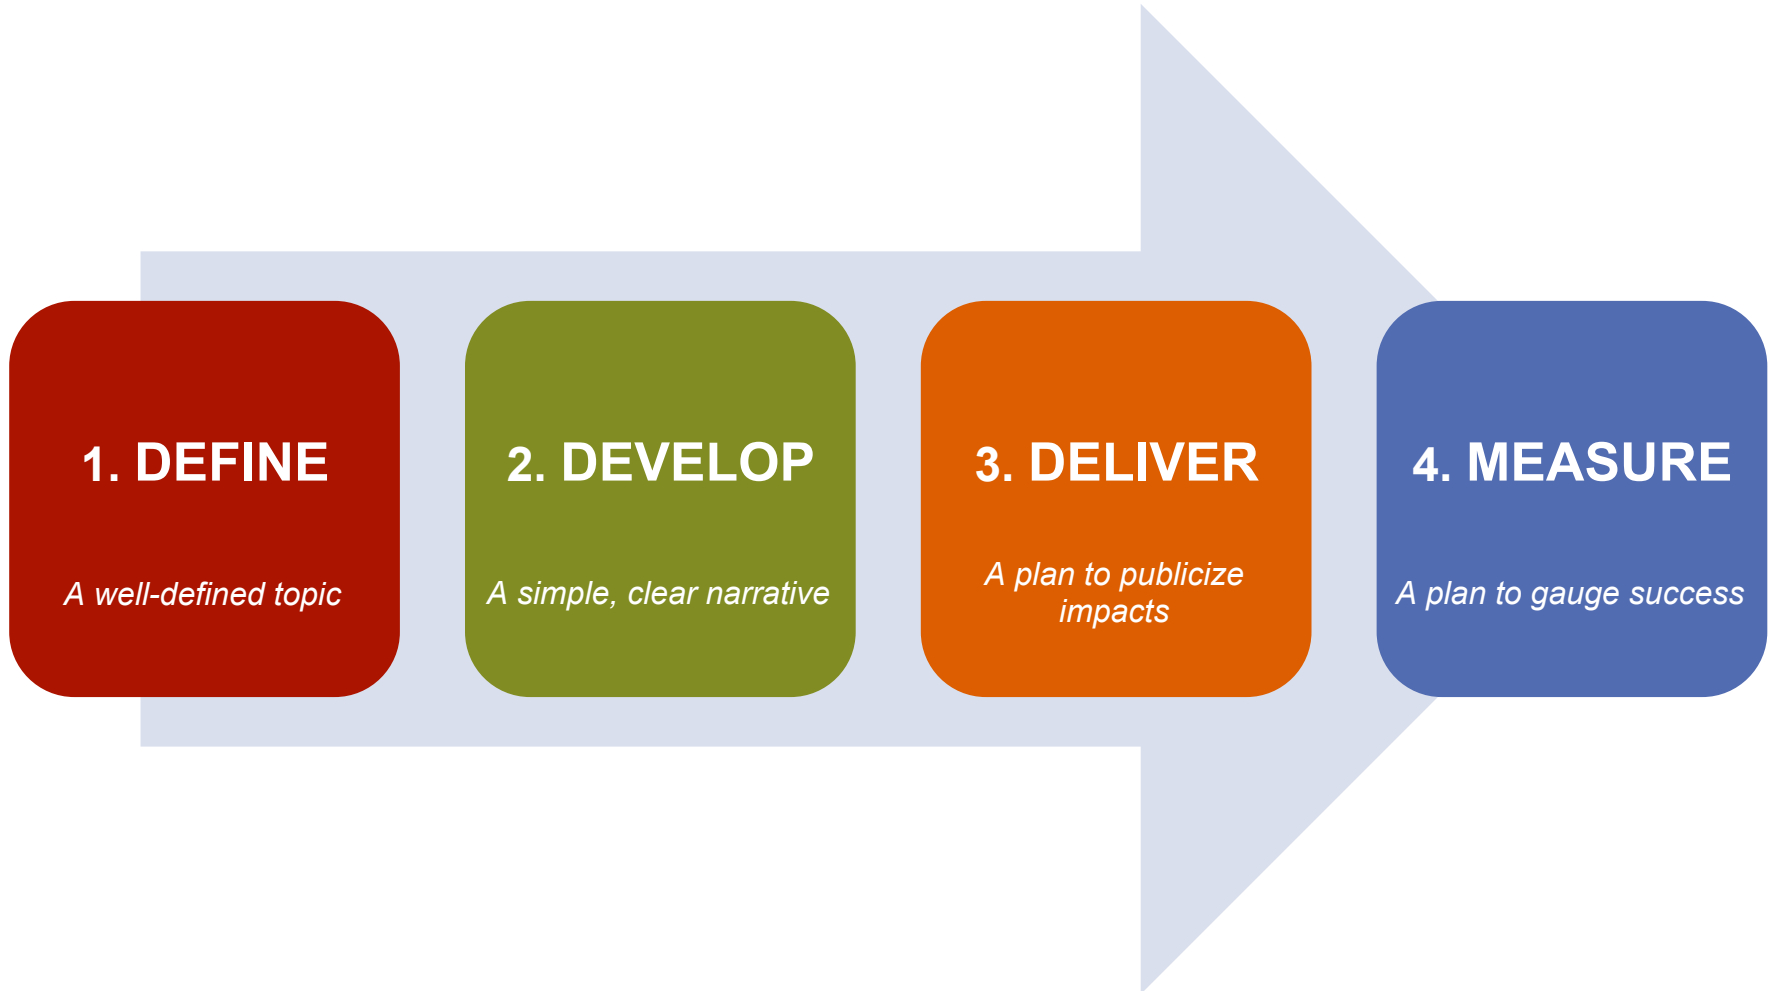 1. DEFINE
A well-defined topic
2. DEVELOP
A simple, clear narrative
3. DELIVER
A plan to publicize
impacts
4. MEASURE
A plan to gauge success